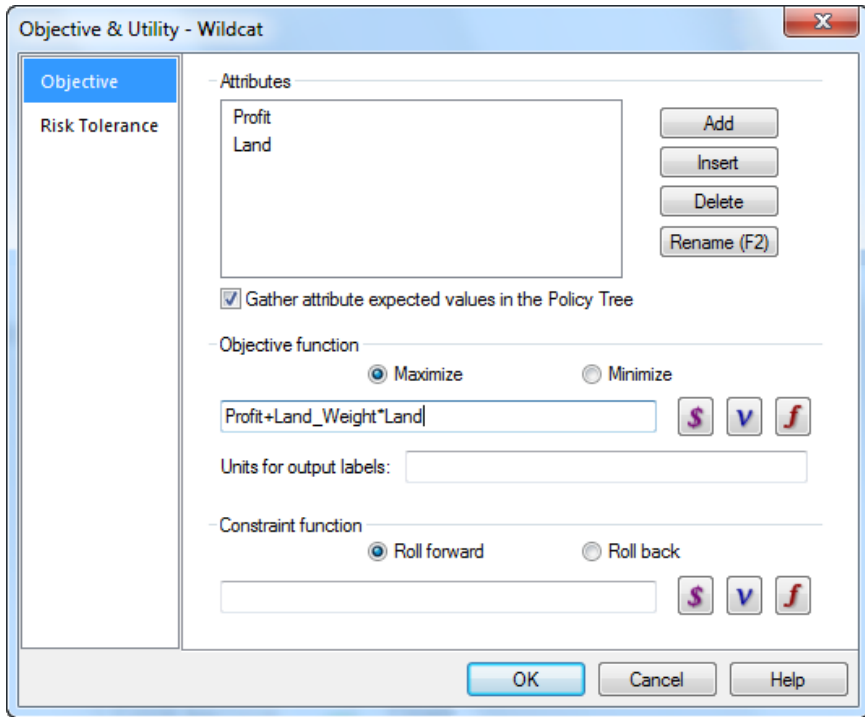 Objective & Utility - Wildcat
x
Objective
Risk Tolerance
Attributes
Profit
Land
Add
Insert
Delete
Rename (F2)
Gather attribute expected values in the Policy Tree
Objective function
Maximize Minimize
Profit+Land_Weight*Land
$ v f
Units for output labels:
Constraint function
Roll forward Roll back
$ v f
OK Cancel Help